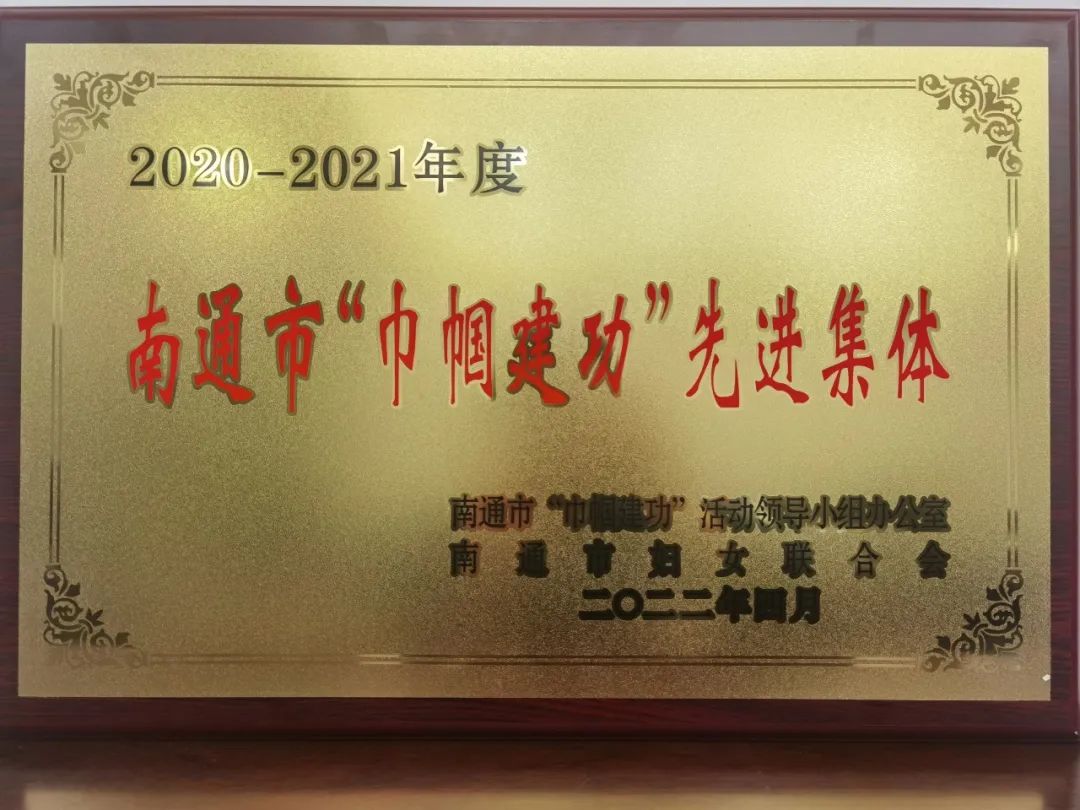 2020-2021年度
南通市“巾帼建功”先进集体
南通市“巾帼建功”活动领导小组办公室
南通市妇女联合会
二〇二二年四月